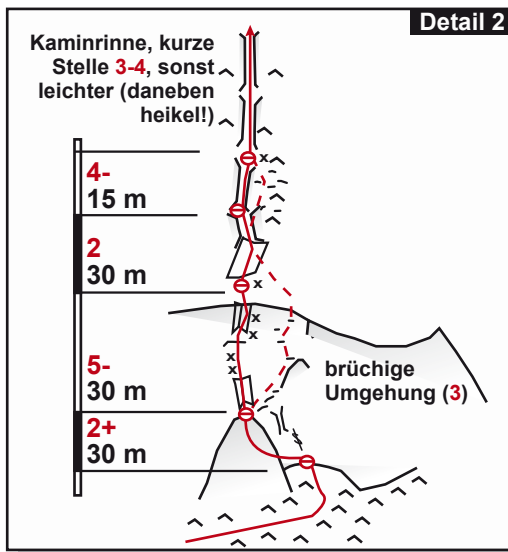 Detail 2
Kaminrinne, kurze
Stelle 3-4, sonst
leichter (daneben
heikel!)
4-
15 m
2
30 m
5-
30 m
2+
30 m
brüchige
Umgehung (3)
x
x
x
x
x
x